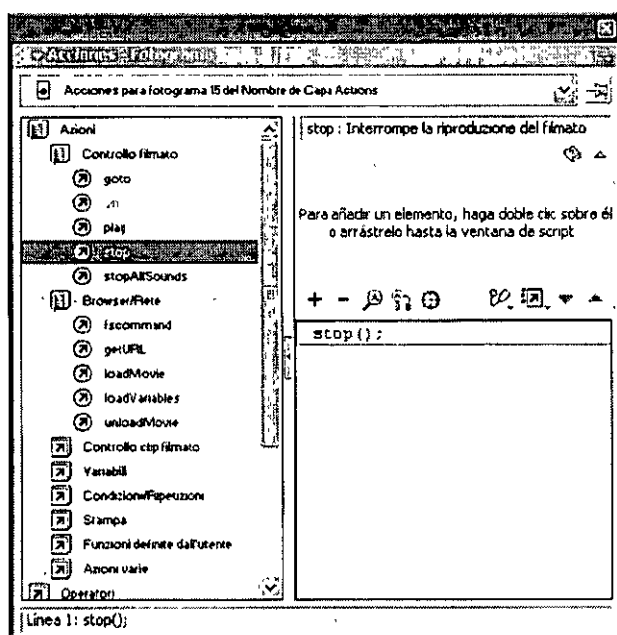 Acciones para fotograma 15 del Nombre de Capa Actions
Azioni
Controllo filmato
goto
play
stop
stopAllSounds
Browser/Rete
fscommand
getURL
loadMovie
loadVariables
unloadMovie
Controllo clip filmato
Variabili
Condizioni/Ripetizioni
Stampa
Funzioni definite dall'utente
Azioni varie
Operatori
stop : Interrompe la riproduzione del filmato
Para añadir un elemento, haga doble clic sobre él
o arrástrelo hasta la ventana de script
stop();
Línea 1: stop();